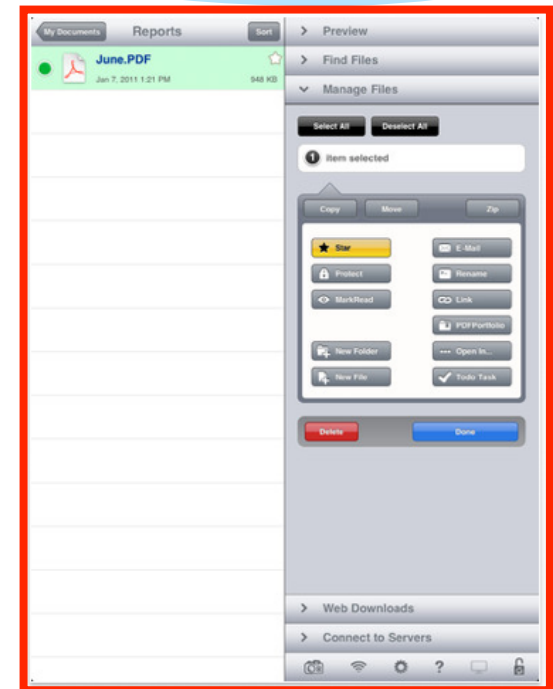 My Documents Reports Sort
June.PDF
Jan 7, 2011 1:21 PM 948 KB
Preview
Find Files
Manage Files
Select All Deselect All
1 item selected
Copy Move Zip
Star E-Mail
Protect Rename
MarkRead Link
PDFPortfolio
New Folder Open In...
New File Todo Task
Delete Done
Web Downloads
Connect to Servers
?